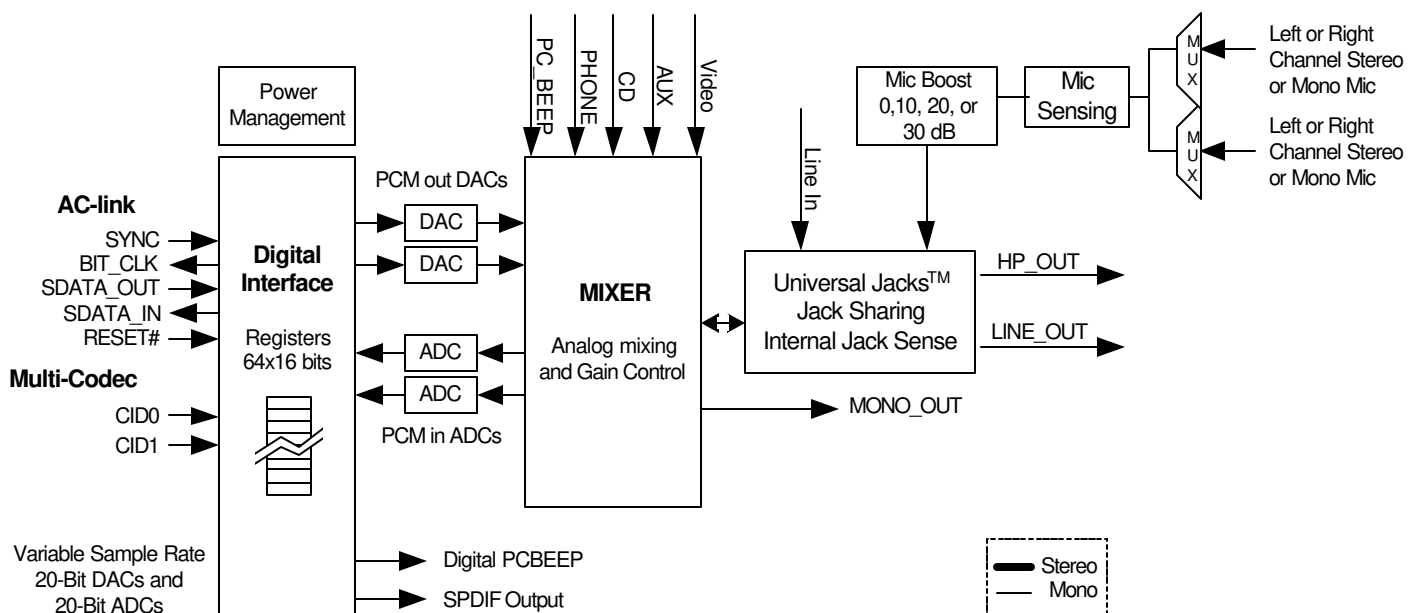 PC_BEEP
PHONE
CD
AUX
Video
Power
Management
Line In
Mic Boost
0,10, 20, or
30 dB
Mic
Sensing
MUX
Left or Right
Channel Stereo
or Mono Mic
MUX
Left or Right
Channel Stereo
or Mono Mic
AC-link
SYNC
BIT_CLK
SDATA_OUT
SDATA_IN
RESET#
Multi-Codec
CID0
CID1
Digital
Interface
Registers
64x16 bits
PCM out DACs
DAC
DAC
ADC
ADC
PCM in ADCs
MIXER
Analog mixing
and Gain Control
Universal Jacks™
Jack Sharing
Internal Jack Sense
HP_OUT
LINE_OUT
MONO_OUT
Variable Sample Rate
20-Bit DACs and
20-Bit ADCs
Digital PCBEEP
SPDIF Output
Stereo
Mono